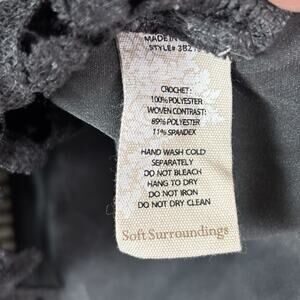 MADE IN
STYLE# 3B2
CROCHET:
100% POLYESTER
WOVEN CONTRAST:
89% POLYESTER
11% SPANDEX
HAND WASH COLD
SEPARATELY
DO NOT BLEACH
HANG TO DRY
DO NOT IRON
DO NOT DRY CLEAN
Soft Surroundings